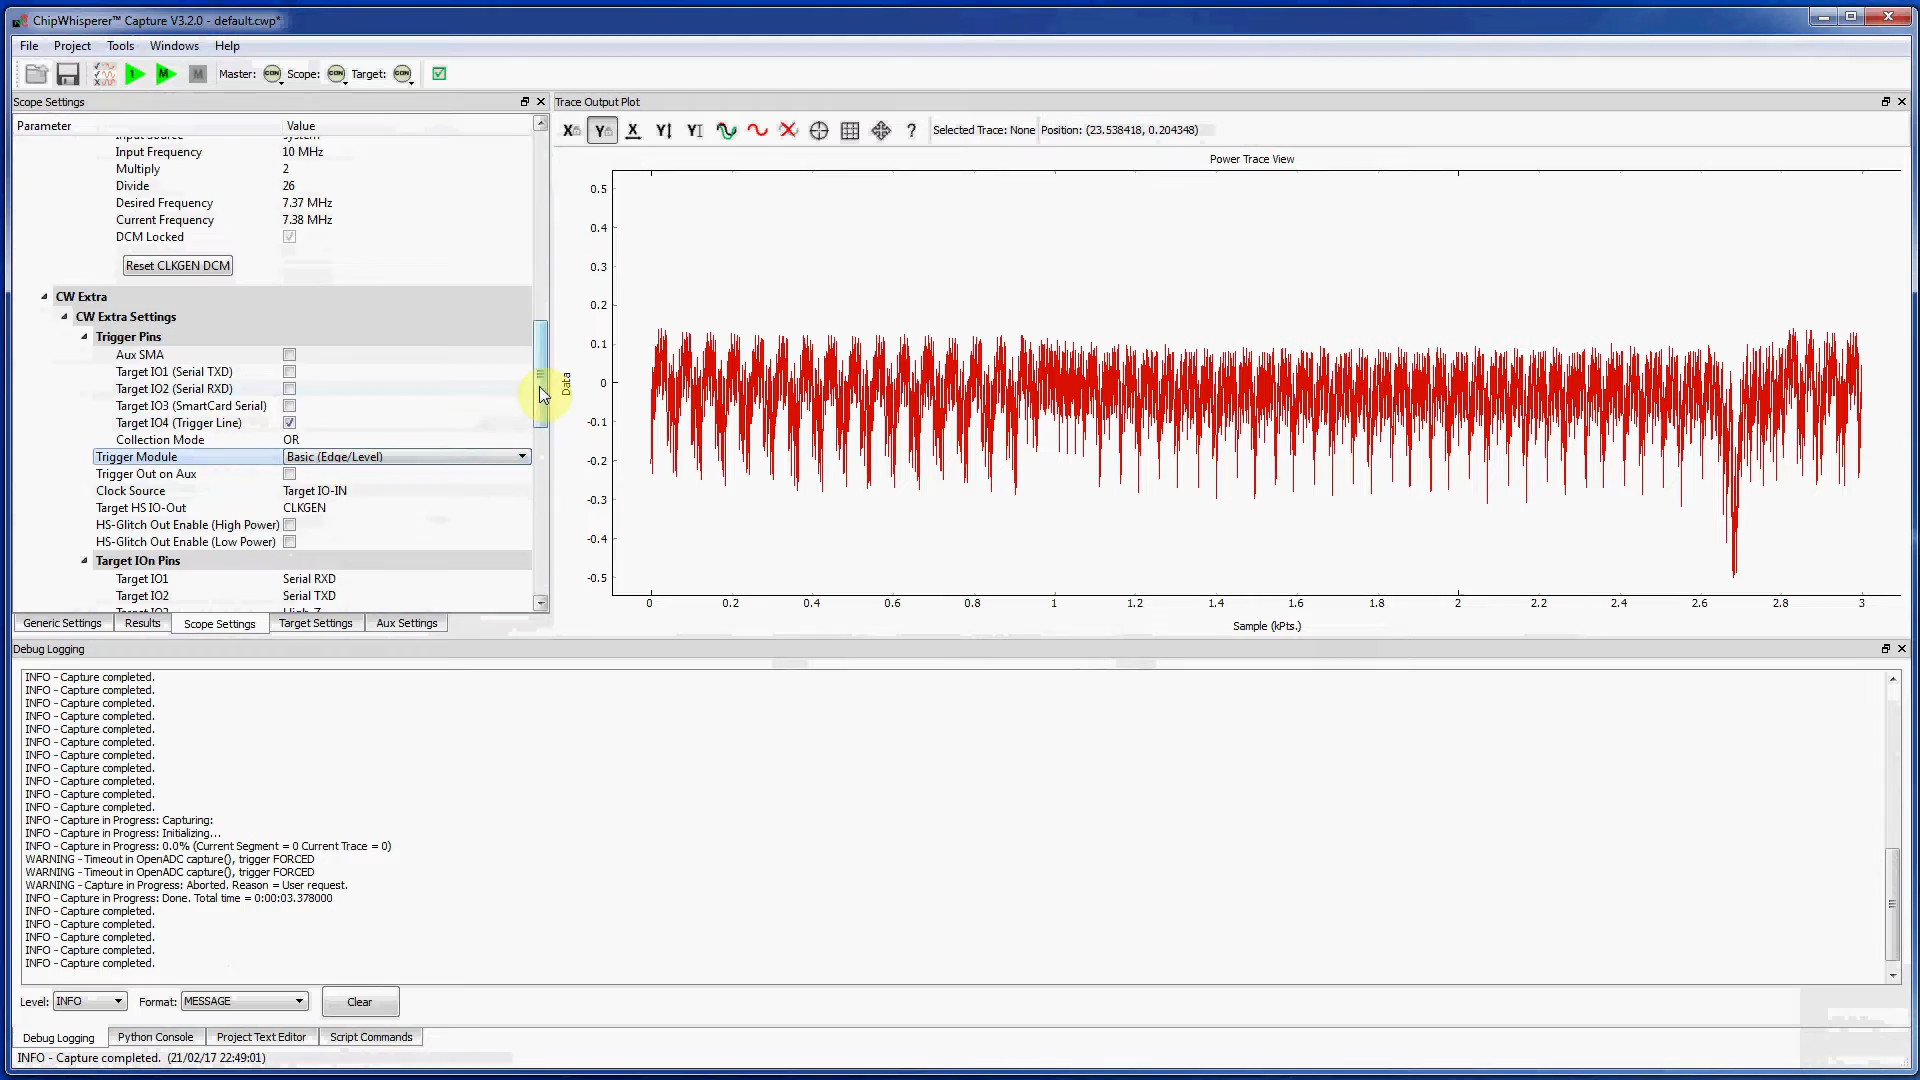 ChipWhisperer™ Capture V3.2.0 - default.cwp*
File Project Tools Windows Help
1 M M Master: CON Scope: CON Target: CON
Scope Settings
Parameter Value
Input Source system
Input Frequency 10 MHz
Multiply 2
Divide 26
Desired Frequency 7.37 MHz
Current Frequency 7.38 MHz
DCM Locked
Reset CLKGEN DCM
CW Extra
CW Extra Settings
Trigger Pins
Aux SMA
Target IO1 (Serial TXD)
Target IO2 (Serial RXD)
Target IO3 (SmartCard Serial)
Target IO4 (Trigger Line)
Collection Mode OR
Trigger Module Basic (Edge/Level)
Trigger Out on Aux
Clock Source Target IO-IN
Target HS IO-Out CLKGEN
HS-Glitch Out Enable (High Power)
HS-Glitch Out Enable (Low Power)
Target IOn Pins
Target IO1 Serial RXD
Target IO2 Serial TXD
Target IO3 High-Z
Generic Settings Results Scope Settings Target Settings Aux Settings
Trace Output Plot
X Y X Y Y ? Selected Trace: None Position: (23.538418, 0.204348)
Power Trace View
0.5
0.4
0.3
0.2
0.1
0
-0.1
-0.2
-0.3
-0.4
-0.5
Data
0 0.2 0.4 0.6 0.8 1 1.2 1.4 1.6 1.8 2 2.2 2.4 2.6 2.8 3
Sample (kPts.)
Debug Logging
INFO - Capture completed.
INFO - Capture completed.
INFO - Capture completed.
INFO - Capture completed.
INFO - Capture completed.
INFO - Capture completed.
INFO - Capture completed.
INFO - Capture completed.
INFO - Capture completed.
INFO - Capture completed.
INFO - Capture completed.
INFO - Capture in Progress: Capturing:
INFO - Capture in Progress: Initializing...
INFO - Capture in Progress: 0.0% (Current Segment = 0 Current Trace = 0)
WARNING - Timeout in OpenADC capture(), trigger FORCED
WARNING - Timeout in OpenADC capture(), trigger FORCED
WARNING - Capture in Progress: Aborted. Reason = User request.
INFO - Capture in Progress: Done. Total time = 0:00:03.378000
INFO - Capture completed.
INFO - Capture completed.
INFO - Capture completed.
INFO - Capture completed.
INFO - Capture completed.
Level: INFO Format: MESSAGE Clear
Debug Logging Python Console Project Text Editor Script Commands
INFO - Capture completed. (21/02/17 22:49:01)